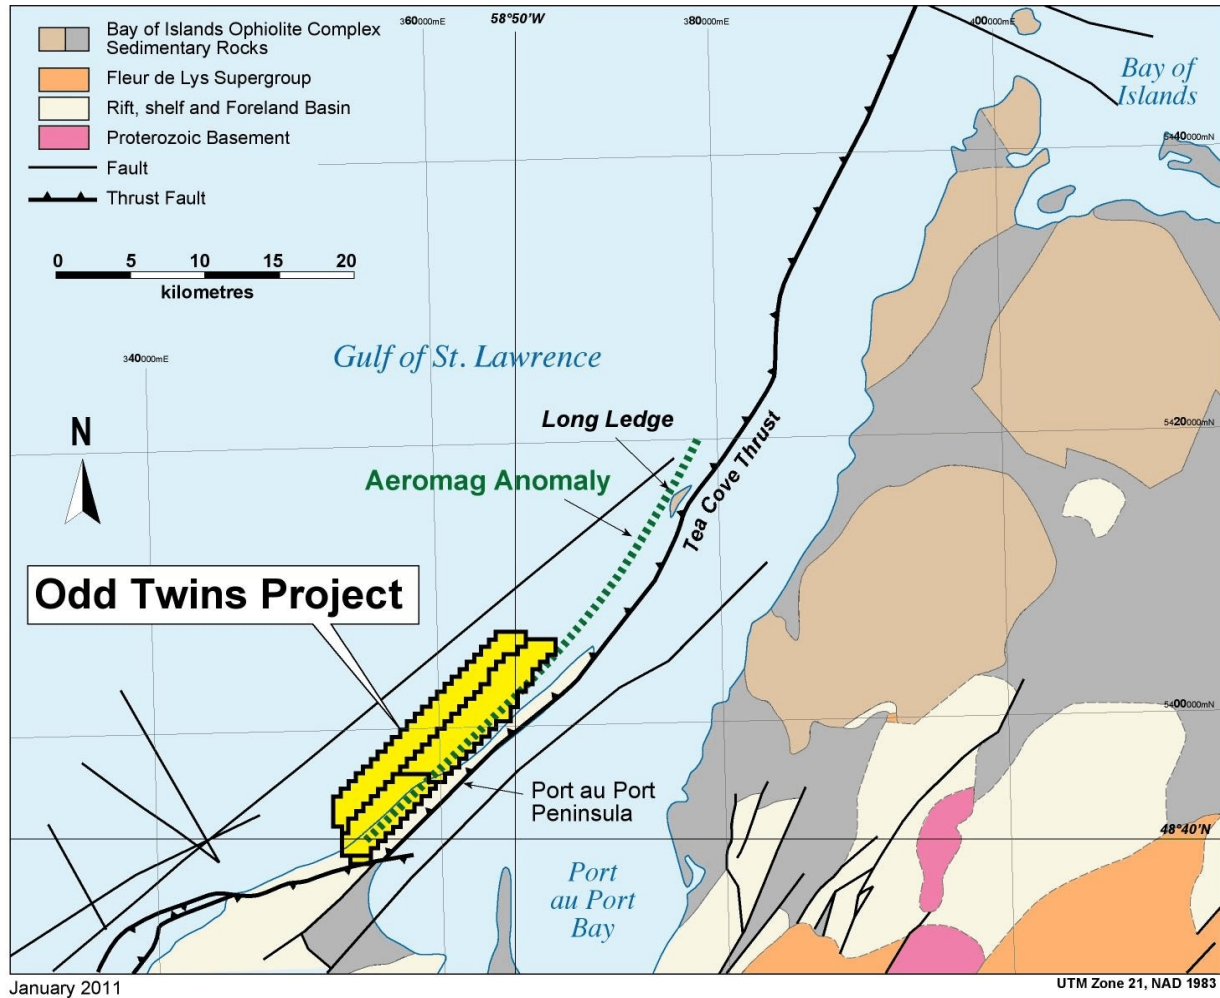 360000mE
58°50'W
380000mE
400000mE
Bay of Islands Ophiolite Complex
Sedimentary Rocks
Fleur de Lys Supergroup
Rift, shelf and Foreland Basin
Proterozoic Basement
Fault
Thrust Fault
Bay of
Islands
5440000mN
0 5 10 15 20
kilometres
340000mE
Gulf of St. Lawrence
N
Long Ledge
5420000mN
Aeromag Anomaly
Tea Cove Thrust
Odd Twins Project
5400000mN
Port au Port
Peninsula
48°40'N
Port
au Port
Bay
January 2011
UTM Zone 21, NAD 1983